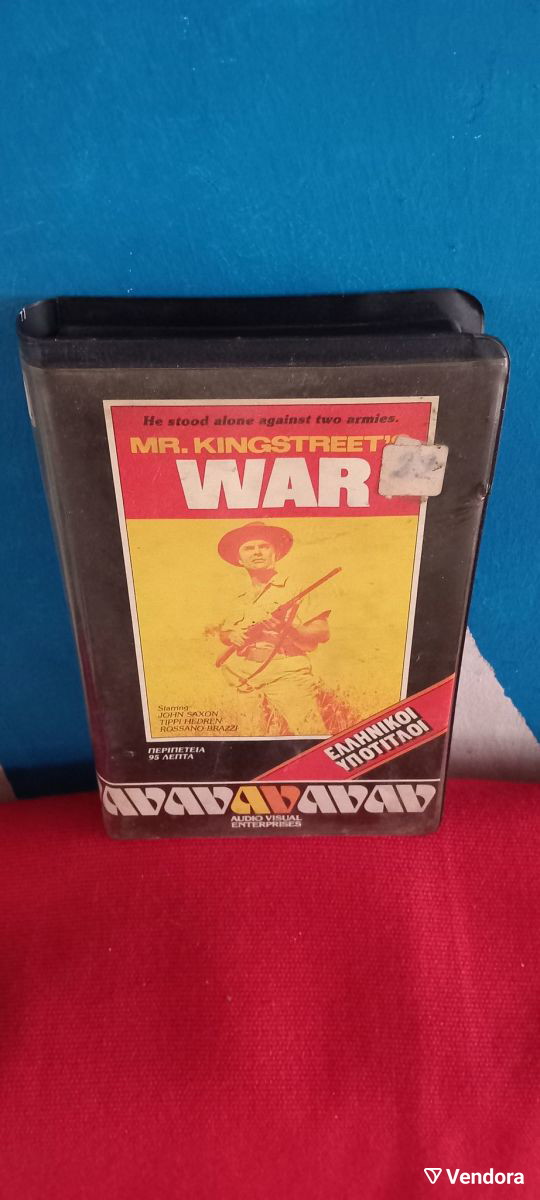 He stood alone against two armies.
MR. KINGSTREET'S
WAR
Starring
JOHN SAXON
TIPPI HEDREN
ROSSANO BRAZZI
ΠΕΡΙΠΕΤΕΙΑ
95 ΛΕΠΤΑ
ΕΛΛΗΝΙΚΟΙ
ΥΠΟΤΙΤΛΟΙ
AUDIO VISUAL
ENTERPRISES
Vendora